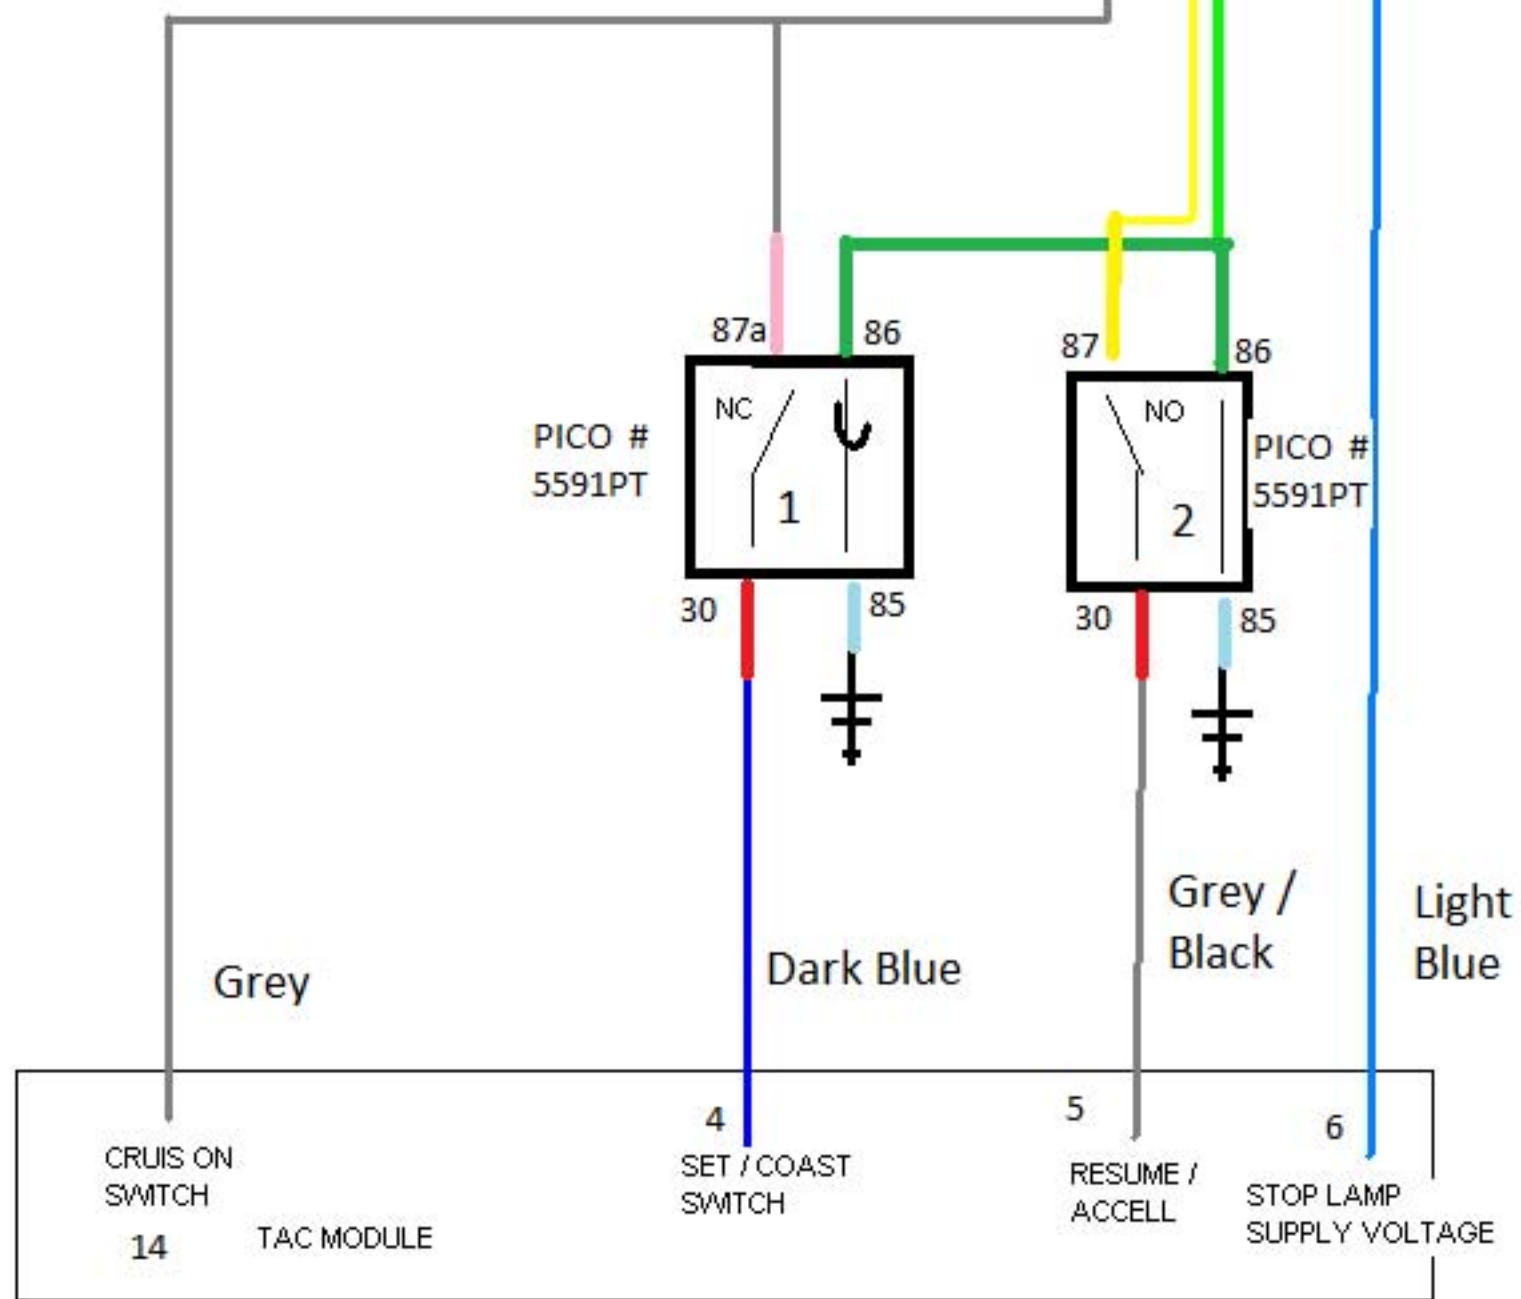 87a
86
87
86
NC
NO
PICO #
5591PT
1
2
PICO #
5591PT
30
85
30
85
Grey /
Black
Light
Blue
Grey
Dark Blue
4
5
6
CRUIS ON
SWITCH
14
TAC MODULE
SET / COAST
SWITCH
RESUME /
ACCELL
STOP LAMP
SUPPLY VOLTAGE